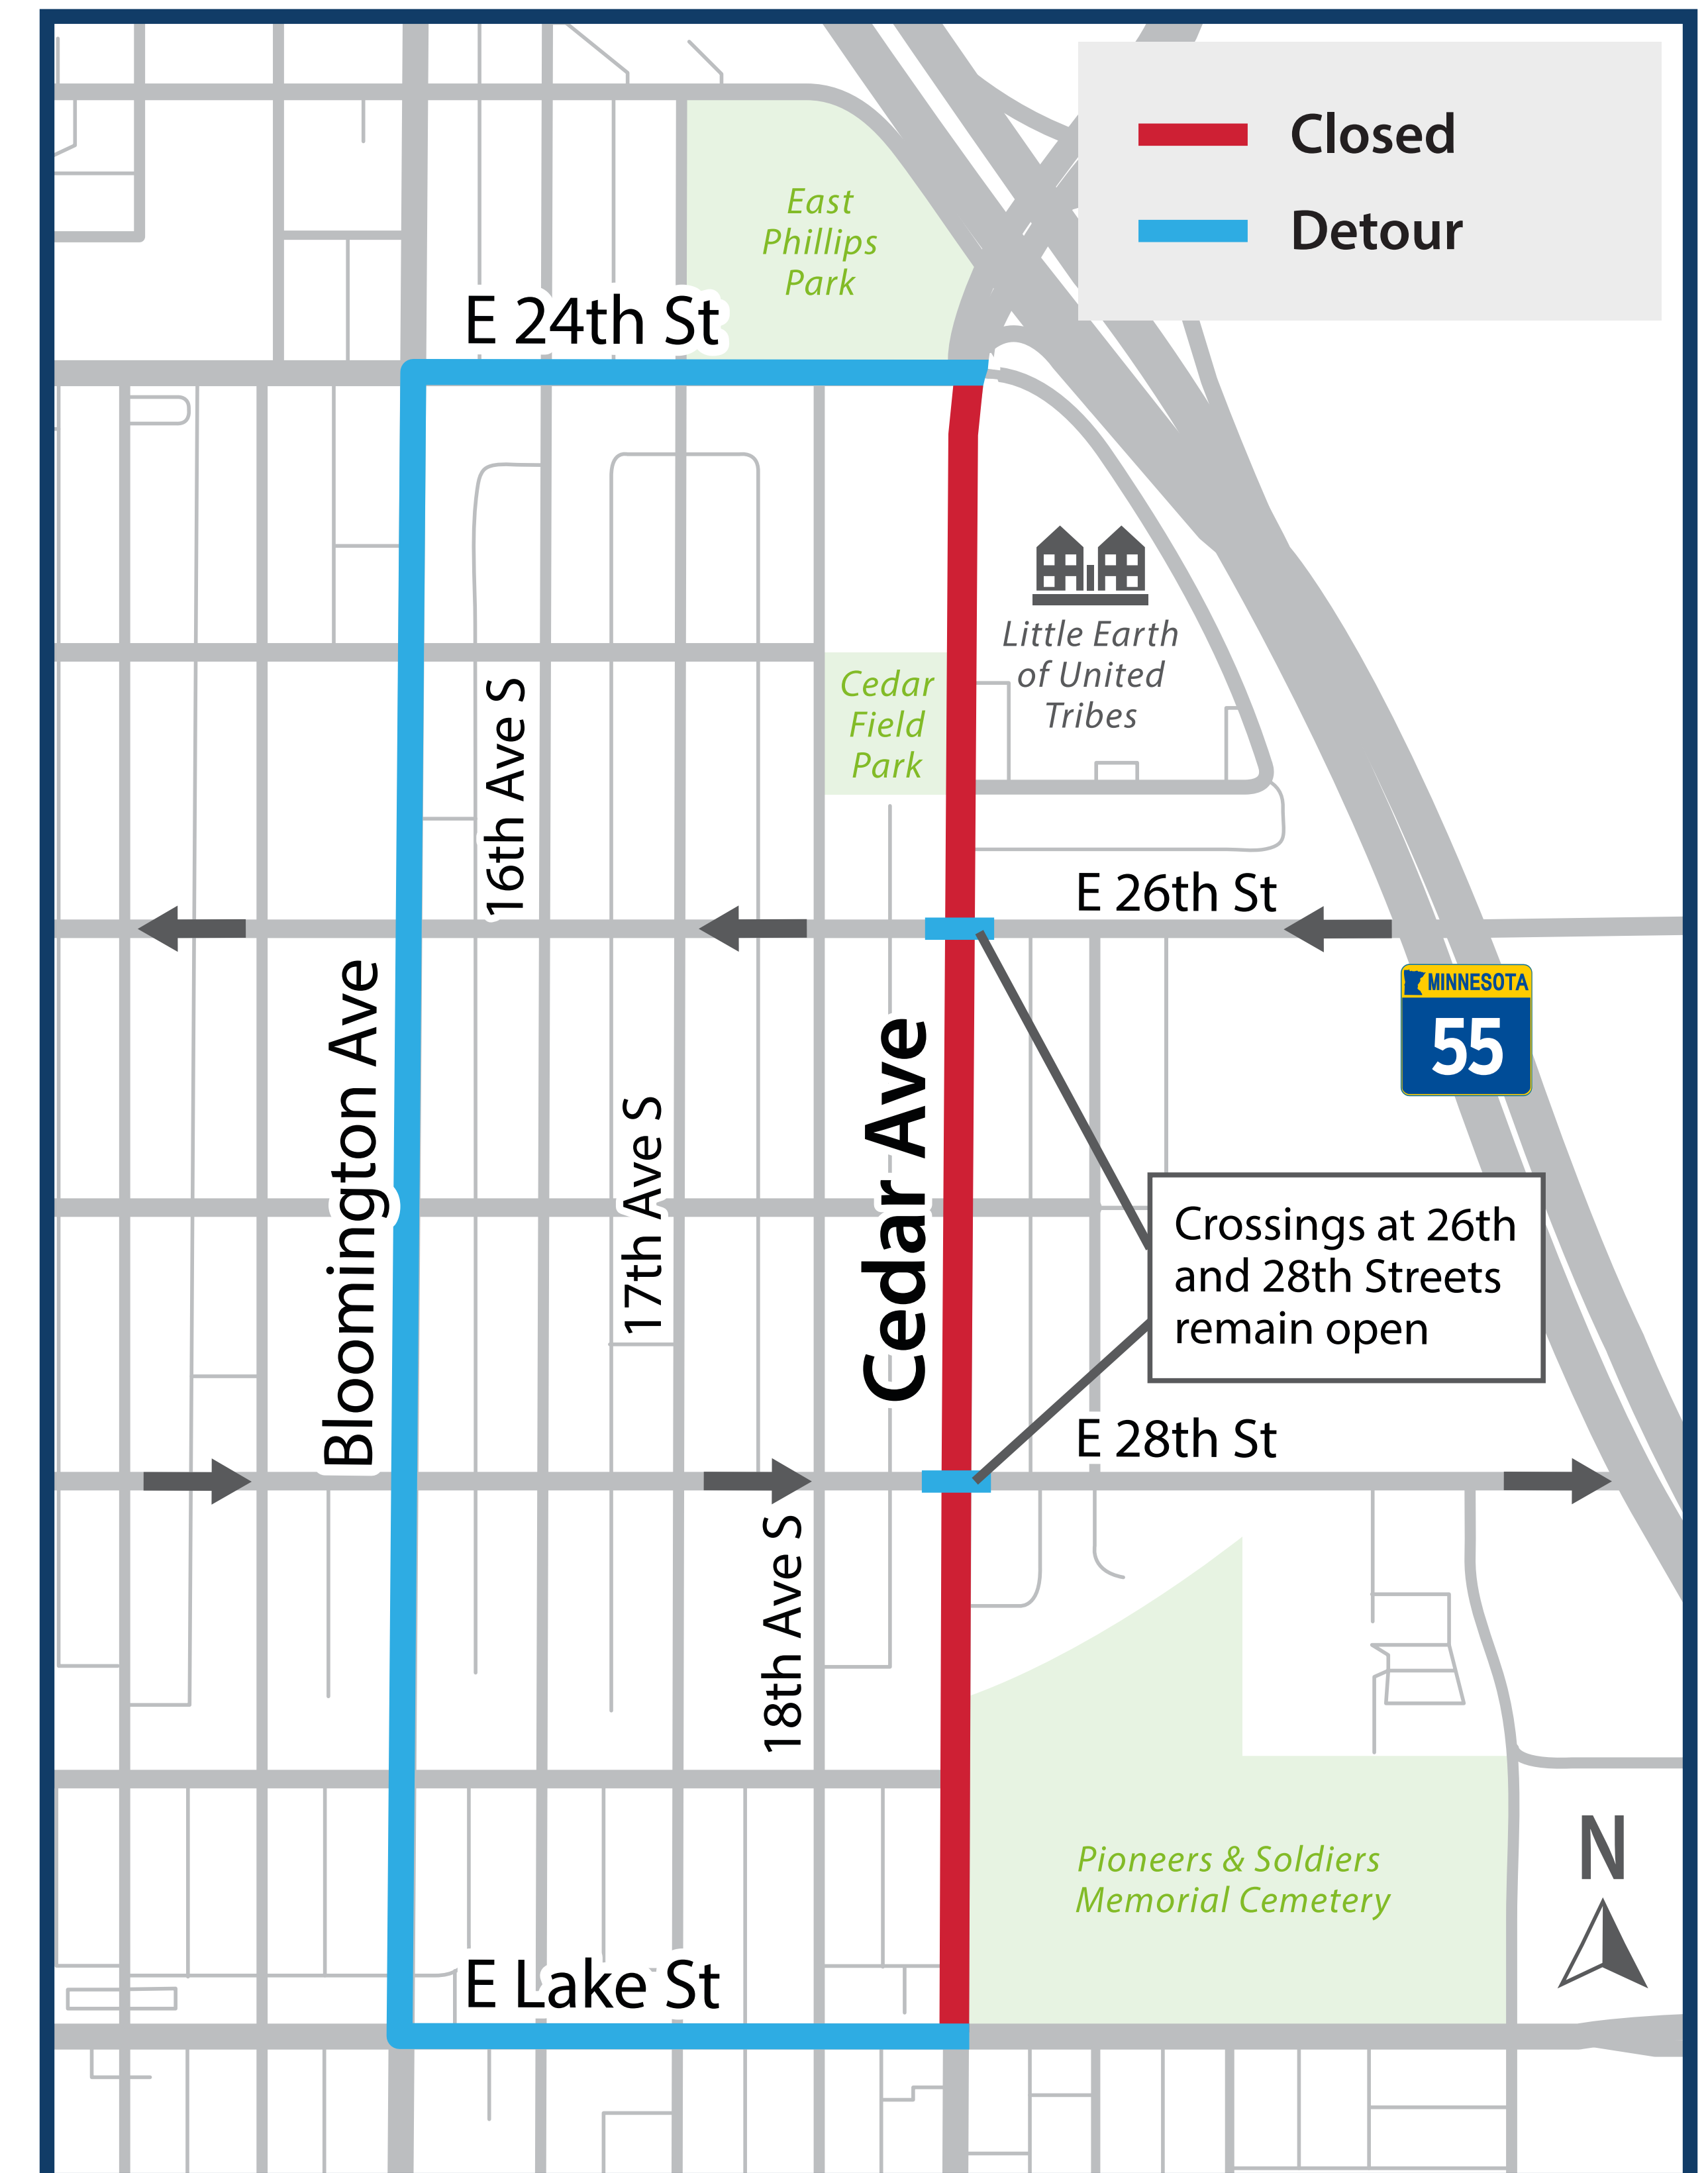 Closed
Detour
East
Phillips
Park
E 24th St
Little Earth
of United
Tribes
Cedar
Field
Park
16th Ave S
E 26th St
MINNESOTA
55
Bloomington Ave
Cedar Ave
17th Ave S
Crossings at 26th
and 28th Streets
remain open
E 28th St
18th Ave S
Pioneers & Soldiers
Memorial Cemetery
N
E Lake St